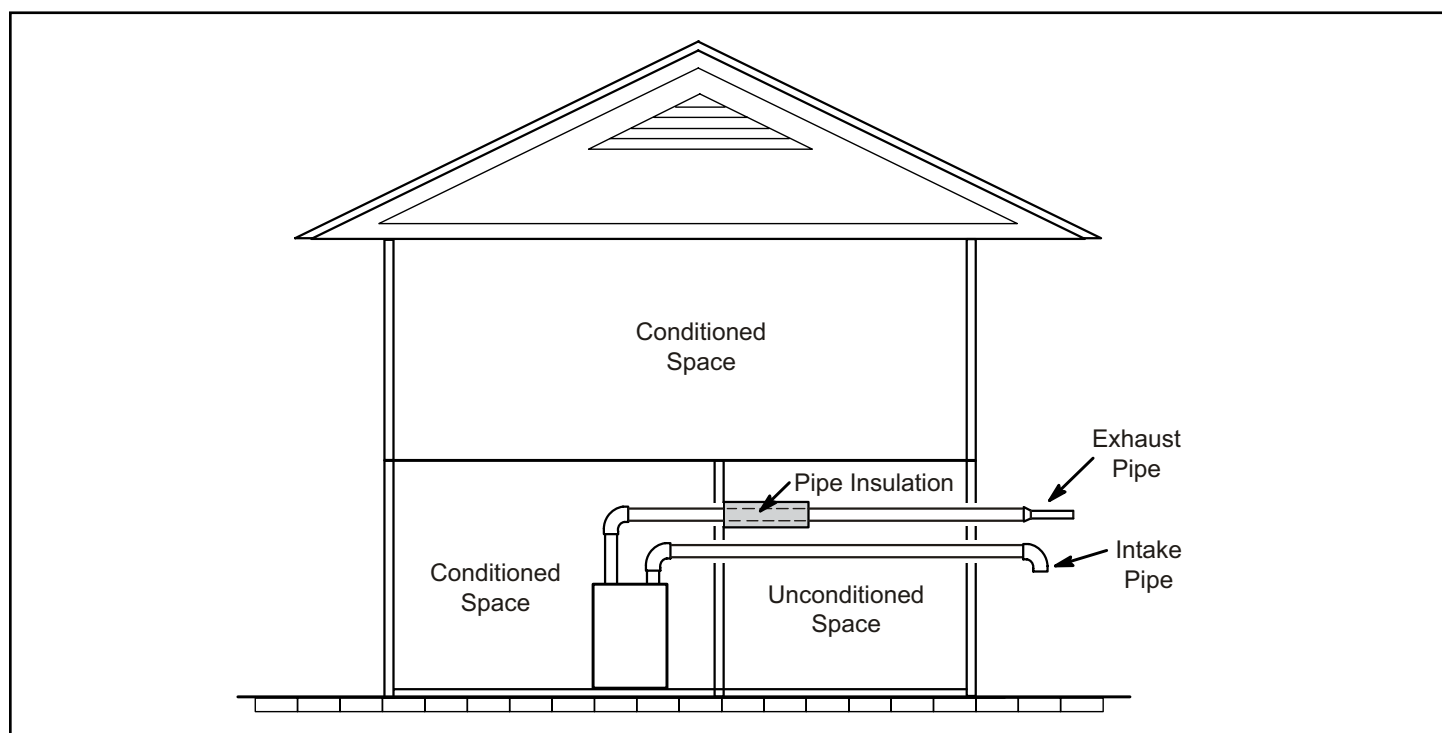 Conditioned
Space
Exhaust
Pipe
Pipe Insulation
Intake
Pipe
Conditioned
Space
Unconditioned
Space